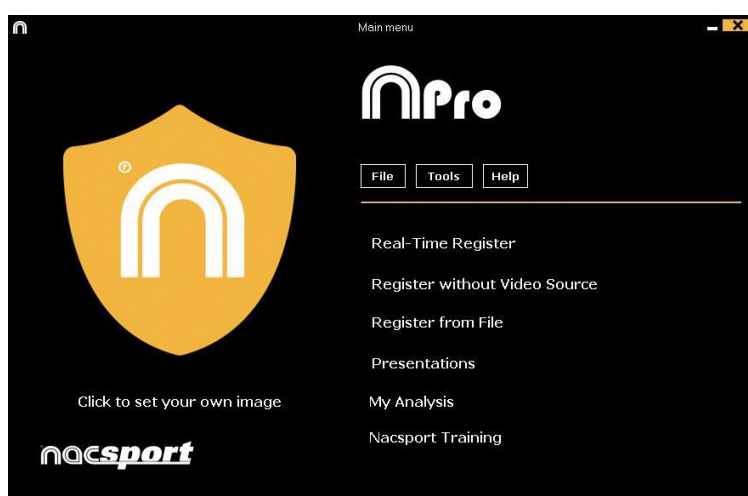 Main menu
NPro
File Tools Help
Real-Time Register
Register without Video Source
Register from File
Presentations
My Analysis
Nacsport Training
Click to set your own image
nacsport